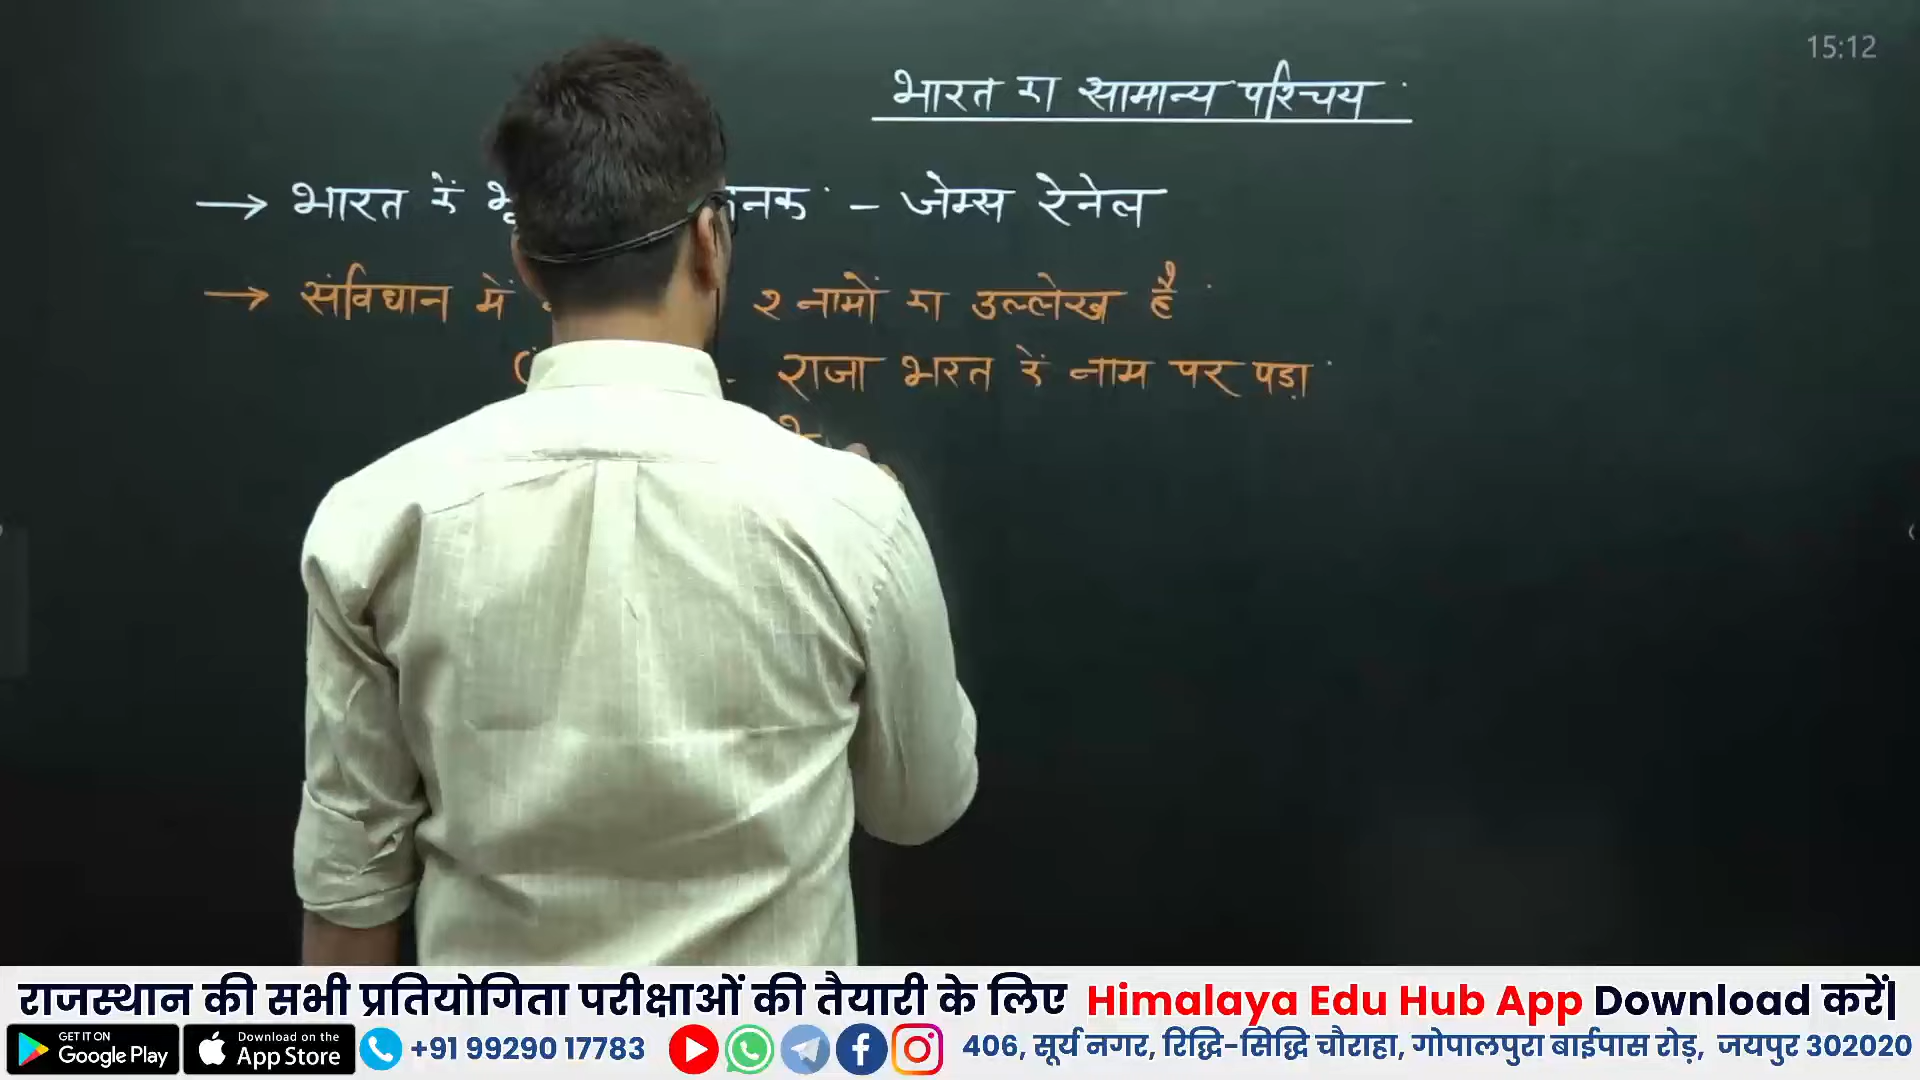 15:12
भारत का सामान्य परिचय
→ भारत के जनक - जेम्स रेनेल
→ संविधान में 2 नामों का उल्लेख है
राजा भरत के नाम पर पड़ा
राजस्थान की सभी प्रतियोगिता परीक्षाओं की तैयारी के लिए Himalaya Edu Hub App Download करें|
GET IT ON Google Play Download on the App Store +91 99290 17783 406, सूर्य नगर, रिद्धि-सिद्धि चौराहा, गोपालपुरा बाईपास रोड़, जयपुर 302020